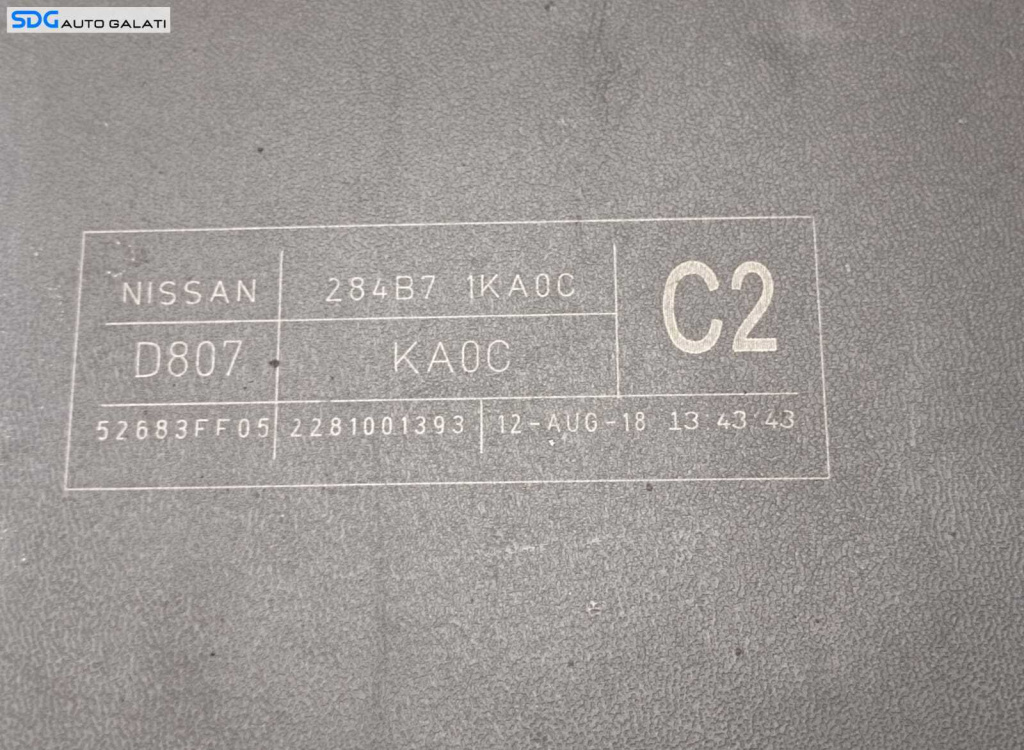 SDG AUTO GALATI
NISSAN 284B7 1KA0C C2
D807 KA0C
52683FF05 2281001393 12-AUG-18 13 43 43